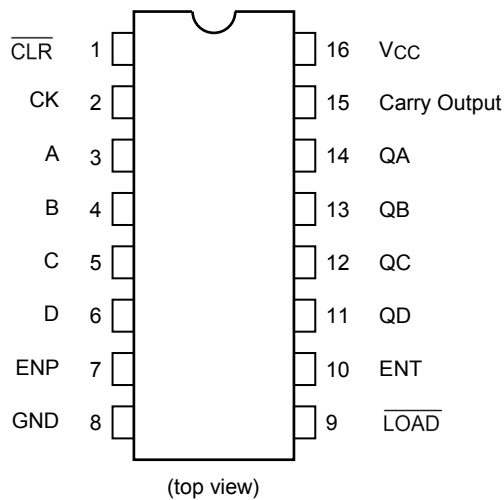 CLR 1 16 VCC
CK 2 15 Carry Output
A 3 14 QA
B 4 13 QB
C 5 12 QC
D 6 11 QD
ENP 7 10 ENT
GND 8 9 LOAD
(top view)